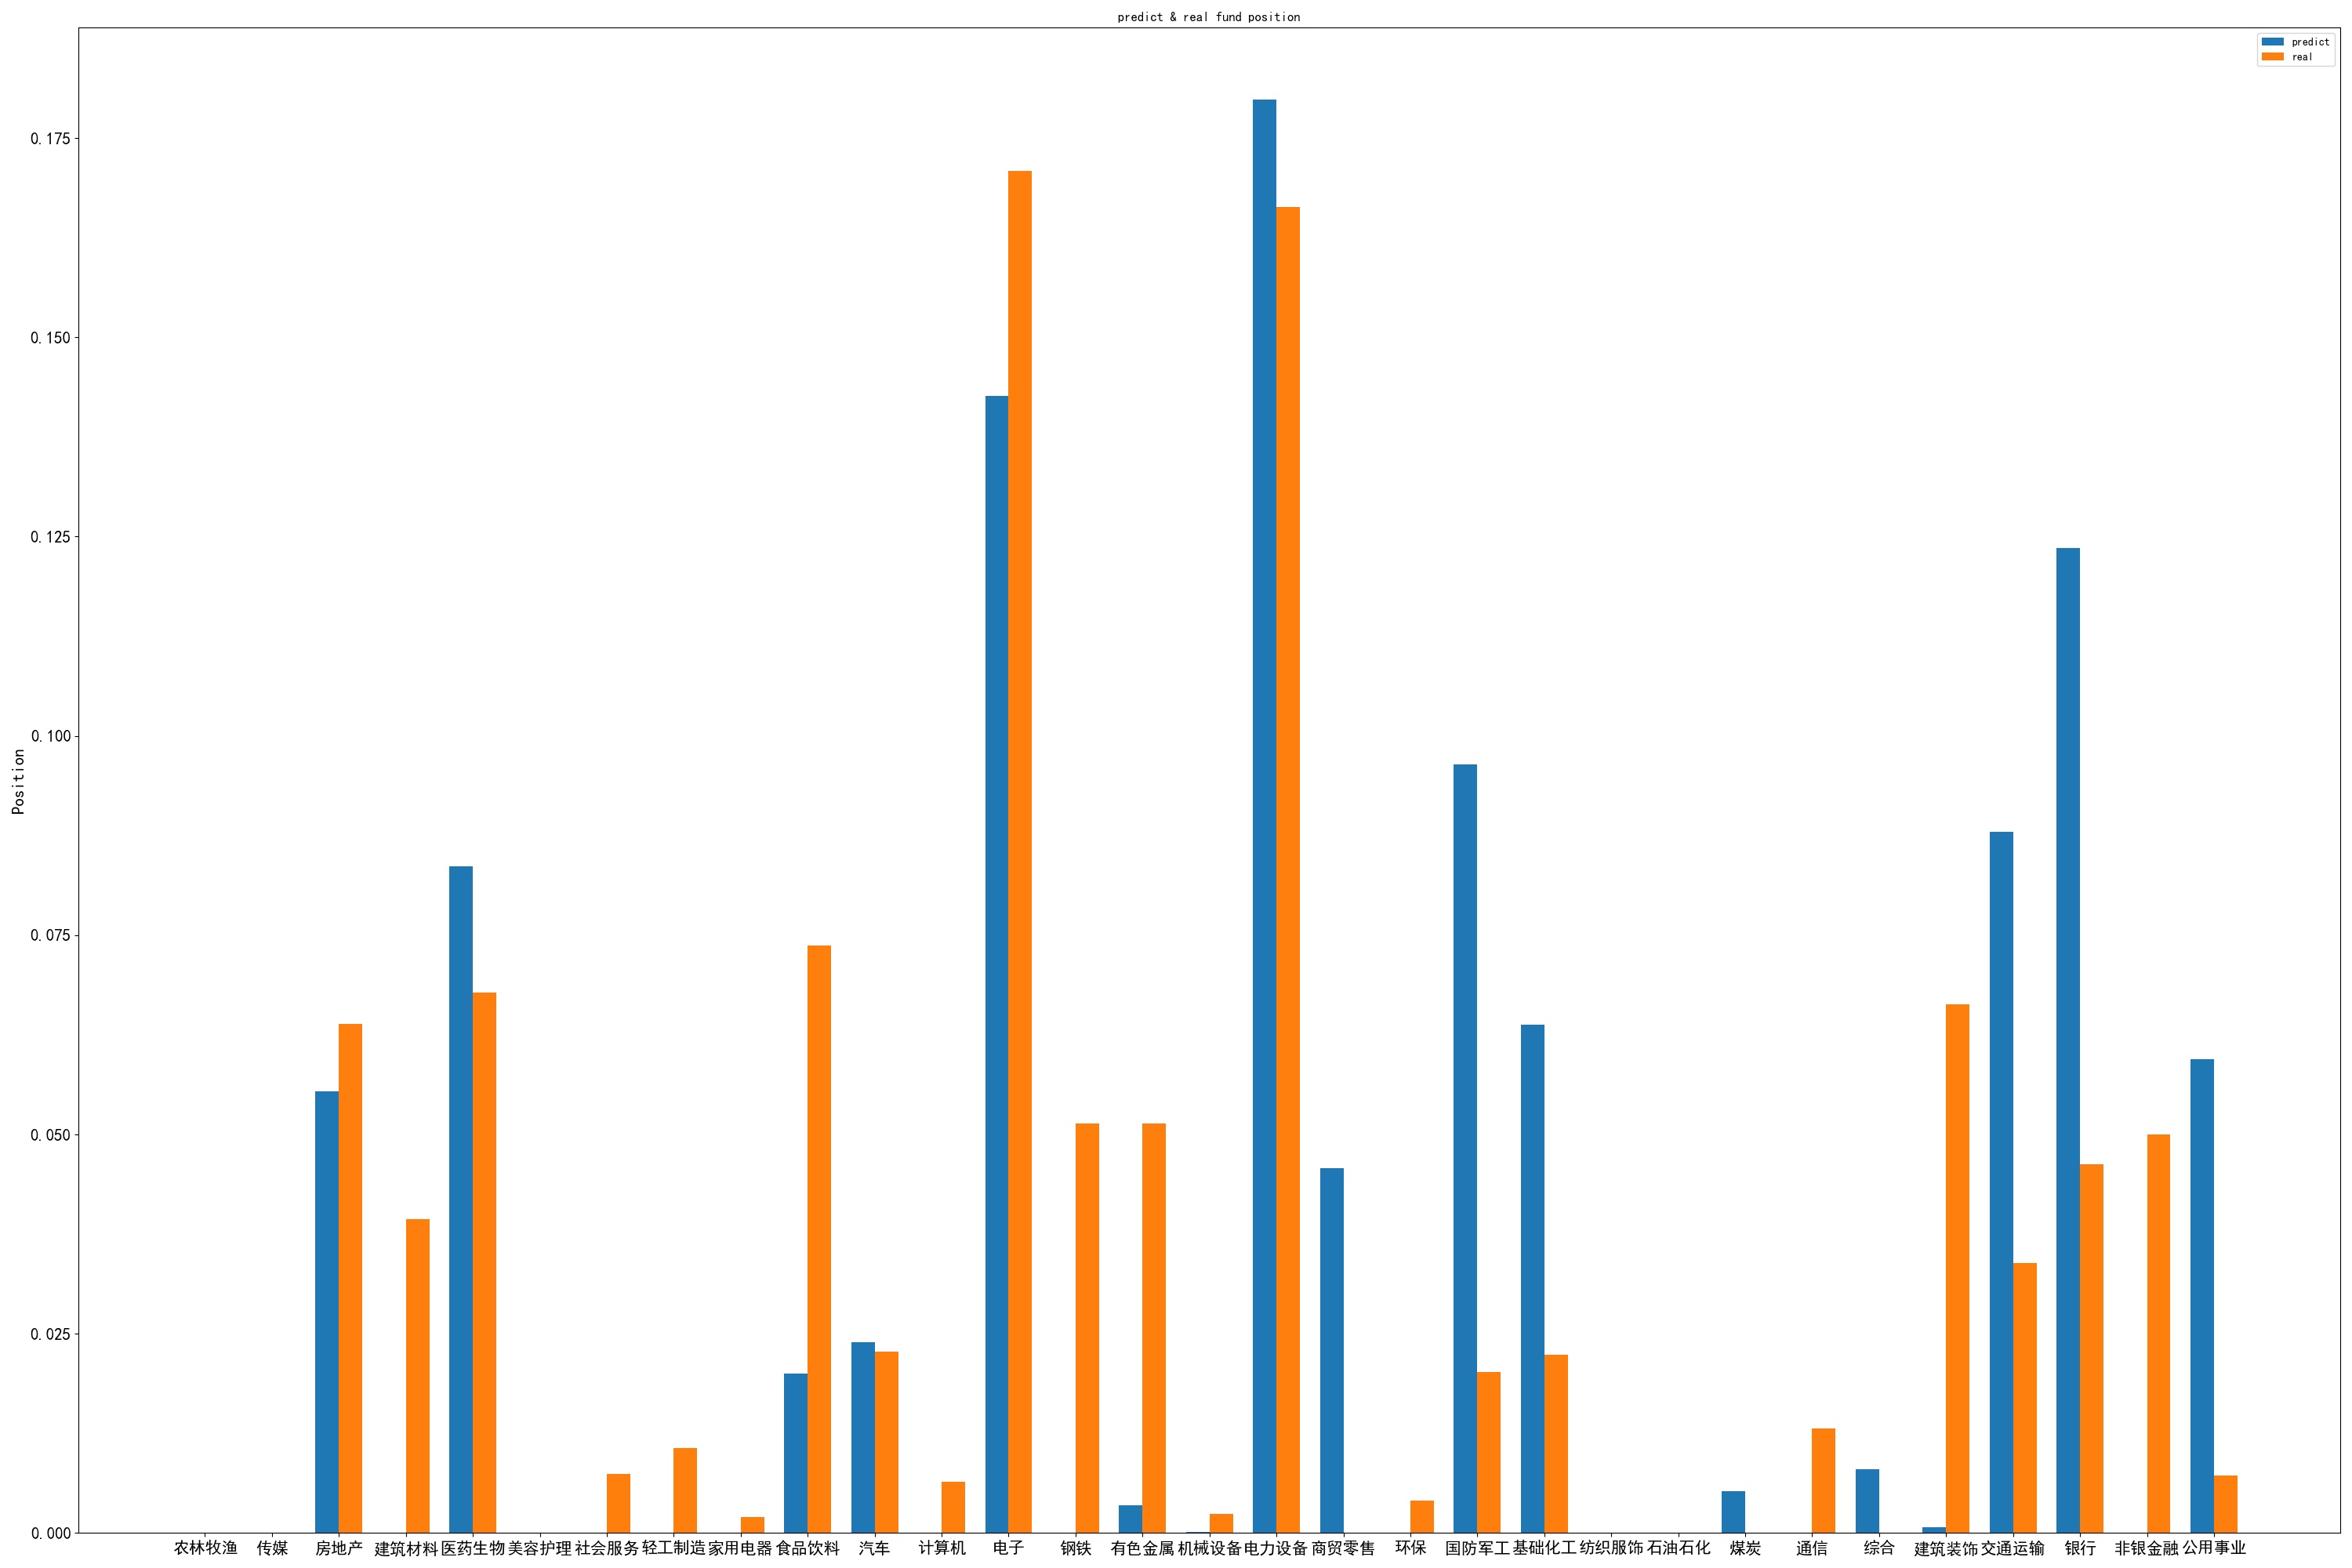 predict & real fund position
predict
real
Position
0.175
0.150
0.125
0.100
0.075
0.050
0.025
0.000
农林牧渔 传媒 房地产 建筑材料 医药生物 美容护理 社会服务 轻工制造 家用电器 食品饮料 汽车 计算机 电子 钢铁 有色金属 机械设备 电力设备 商贸零售 环保 国防军工 基础化工 纺织服饰 石油石化 煤炭 通信 综合 建筑装饰 交通运输 银行 非银金融 公用事业